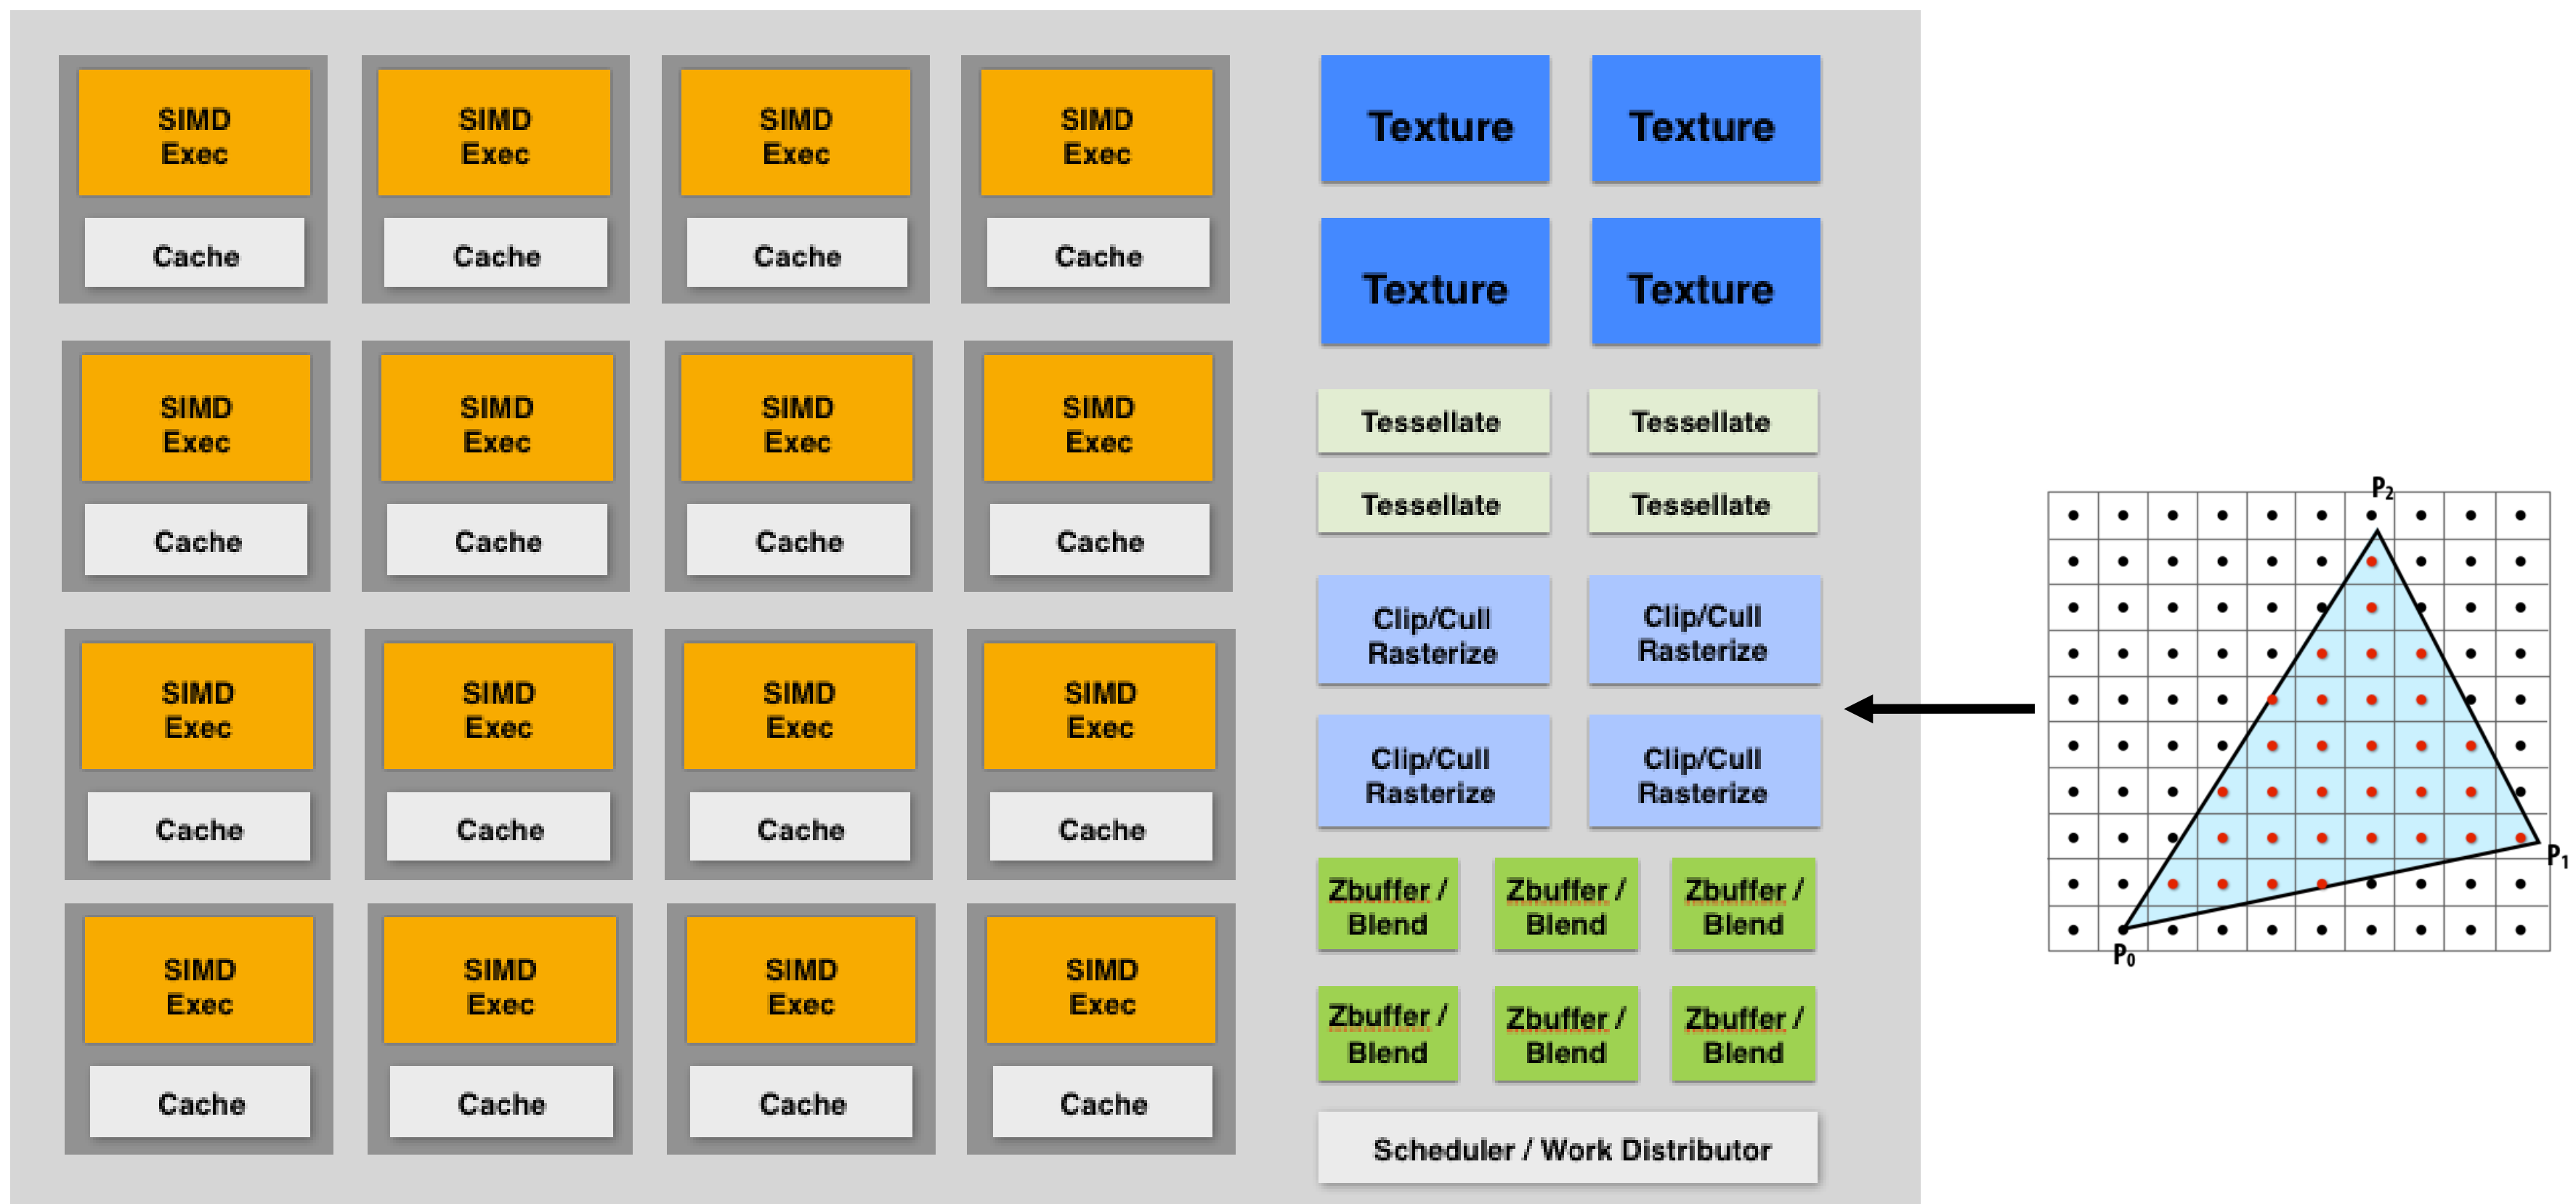 SIMD
Exec
Cache
SIMD
Exec
Cache
SIMD
Exec
Cache
SIMD
Exec
Cache
SIMD
Exec
Cache
SIMD
Exec
Cache
SIMD
Exec
Cache
SIMD
Exec
Cache
SIMD
Exec
Cache
SIMD
Exec
Cache
SIMD
Exec
Cache
SIMD
Exec
Cache
SIMD
Exec
Cache
SIMD
Exec
Cache
SIMD
Exec
Cache
SIMD
Exec
Cache
Texture
Texture
Texture
Texture
Tessellate
Tessellate
Tessellate
Tessellate
Clip/Cull
Rasterize
Clip/Cull
Rasterize
Clip/Cull
Rasterize
Clip/Cull
Rasterize
Zbuffer /
Blend
Zbuffer /
Blend
Zbuffer /
Blend
Zbuffer /
Blend
Zbuffer /
Blend
Zbuffer /
Blend
Scheduler / Work Distributor
P₂
P₁
P₀